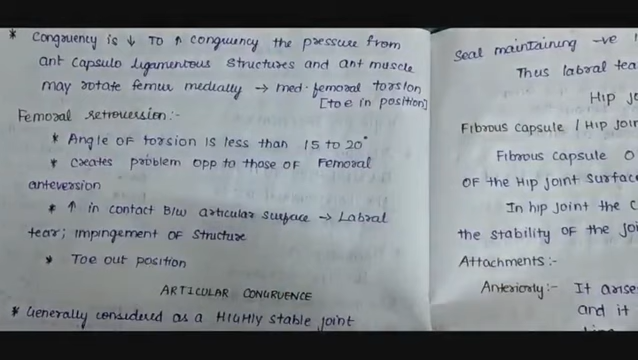 * Congruency is ↓ To ↑ congruency the pressure from
ant capsulo ligamentous structures and ant muscle
may rotate femur medially → med. femoral torsion
[toe in position]
Femoral retroversion:-
* Angle of torsion is less than 15 to 20°
* creates problem opp to those of Femoral
anteversion
* ↑ in contact B/w articular surface → Labral
tear; impingement of structure
* Toe out position
ARTICULAR CONGRUENCE
* Generally considered as a HIGHLY stable joint
Seal maintaining -ve
Thus labral tea
Hip jo
Fibrous capsule / Hip join
Fibrous capsule o
of the Hip joint surface
In hip joint the c
the stability of the joi
Attachments:-
Anteriorly:- It arise
and it